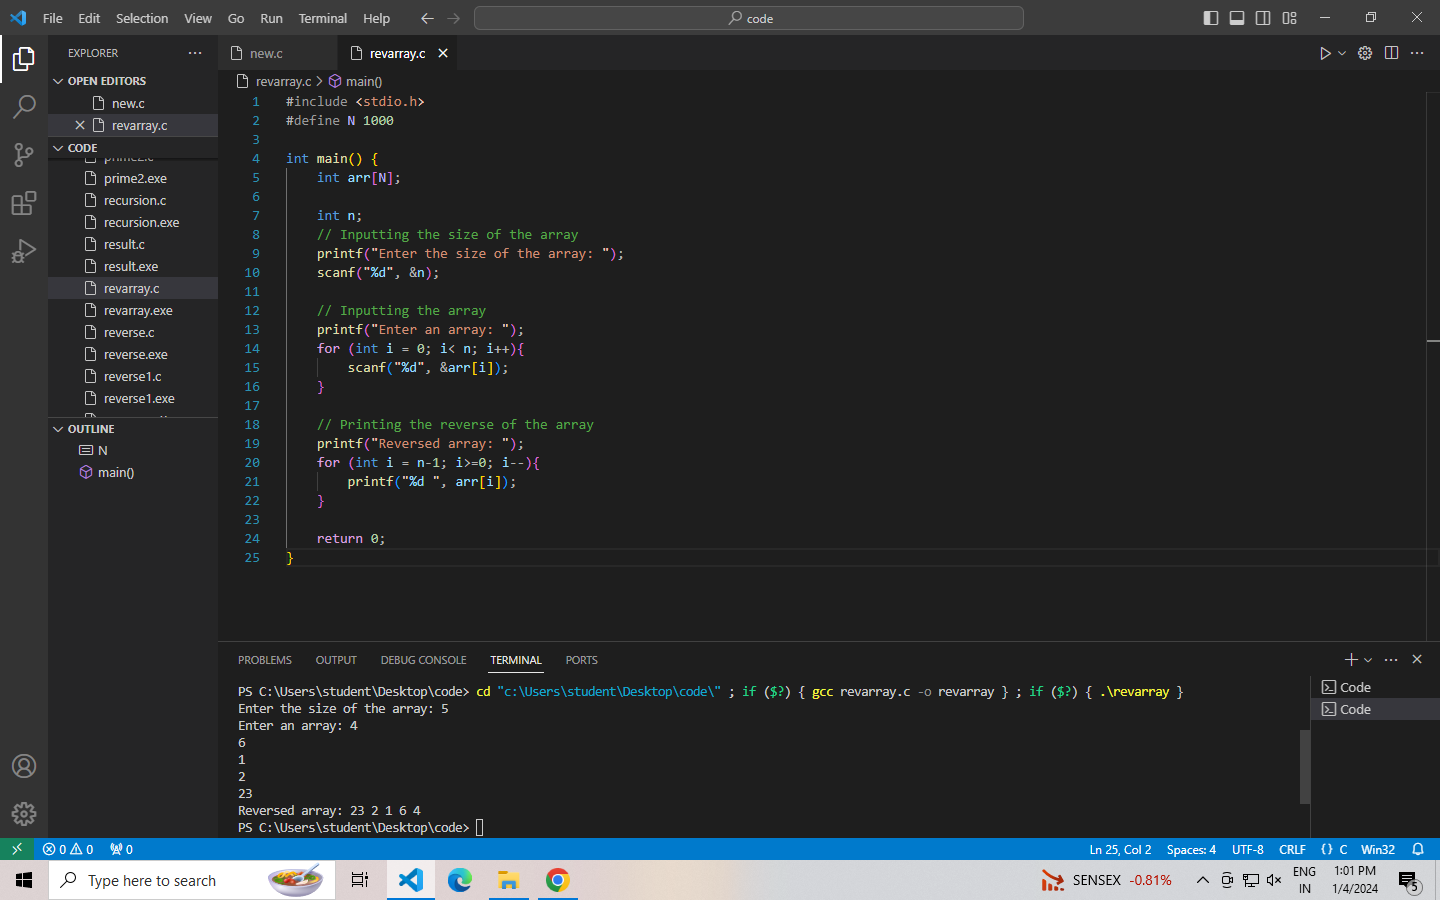 File Edit Selection View Go Run Terminal Help
code
EXPLORER
OPEN EDITORS
new.c
revarray.c
CODE
prime2.c
prime2.exe
recursion.c
recursion.exe
result.c
result.exe
revarray.c
revarray.exe
reverse.c
reverse.exe
reverse1.c
reverse1.exe
OUTLINE
N
main()
new.c revarray.c
revarray.c > main()
1 #include <stdio.h>
2 #define N 1000
3
4 int main() {
5 int arr[N];
6
7 int n;
8 // Inputting the size of the array
9 printf("Enter the size of the array: ");
10 scanf("%d", &n);
11
12 // Inputting the array
13 printf("Enter an array: ");
14 for (int i = 0; i< n; i++){
15 scanf("%d", &arr[i]);
16 }
17
18 // Printing the reverse of the array
19 printf("Reversed array: ");
20 for (int i = n-1; i>=0; i--){
21 printf("%d ", arr[i]);
22 }
23
24 return 0;
25 }
PROBLEMS OUTPUT DEBUG CONSOLE TERMINAL PORTS
PS C:\Users\student\Desktop\code> cd "c:\Users\student\Desktop\code\" ; if ($?) { gcc revarray.c -o revarray } ; if ($?) { .\revarray }
Enter the size of the array: 5
Enter an array: 4
6
1
2
23
Reversed array: 23 2 1 6 4
PS C:\Users\student\Desktop\code>
Code
Code
0 0 0
Ln 25, Col 2 Spaces: 4 UTF-8 CRLF {} C Win32
Type here to search
SENSEX -0.81%
ENG
IN
1:01 PM
1/4/2024
5